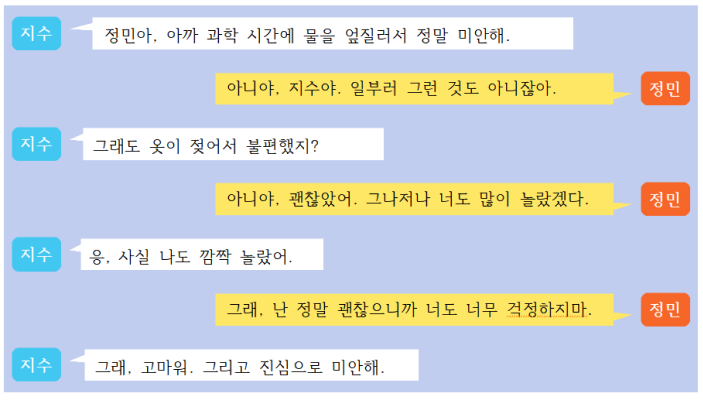 지수
정민아, 아까 과학 시간에 물을 엎질러서 정말 미안해.
아니야, 지수야. 일부러 그런 것도 아니잖아.
정민
지수
그래도 옷이 젖어서 불편했지?
아니야, 괜찮았어. 그나저나 너도 많이 놀랐겠다.
정민
지수
응, 사실 나도 깜짝 놀랐어.
그래, 난 정말 괜찮으니까 너도 너무 걱정하지마.
정민
지수
그래, 고마워. 그리고 진심으로 미안해.